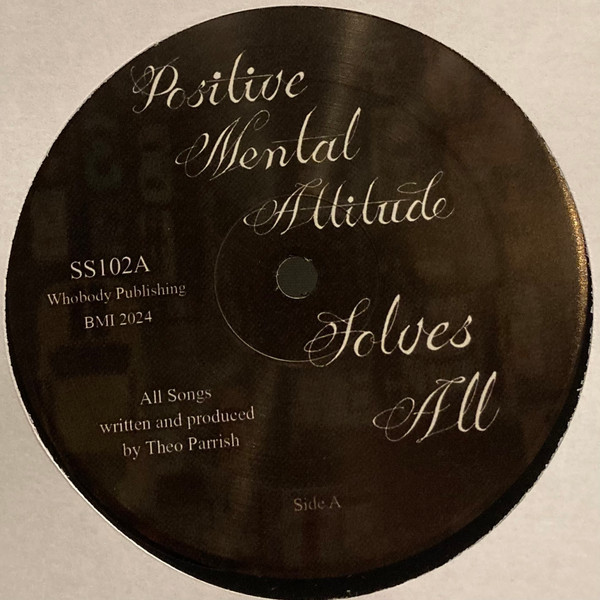 Positive
Mental
Attitude
SS102A
Whobody Publishing
BMI 2024
Solves
All
All Songs
written and produced
by Theo Parrish
Side A